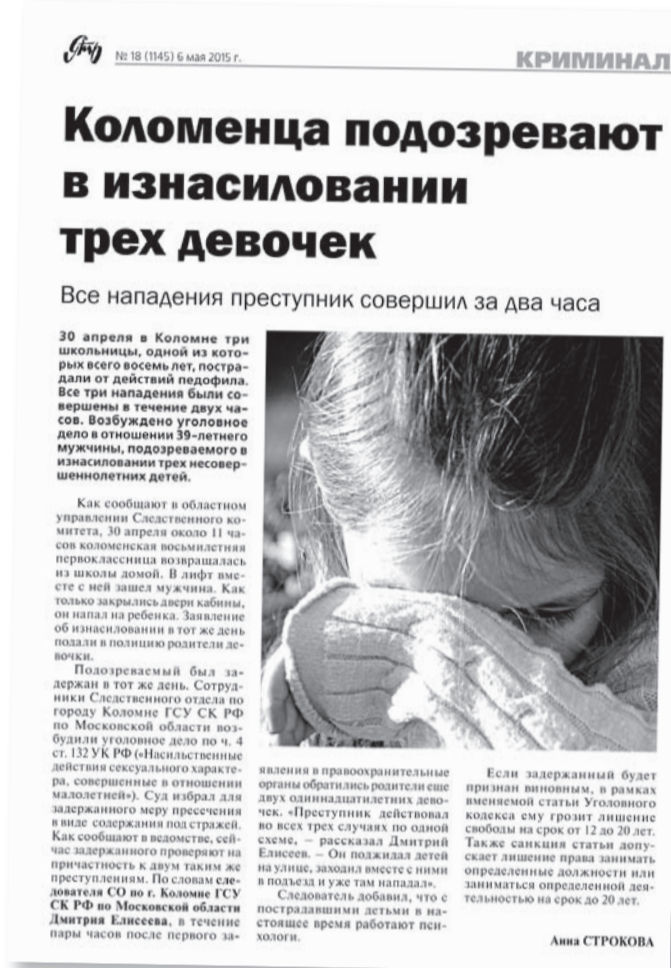 ЯТЬ
№ 18 (1145) 6 мая 2015 г.
КРИМИНАЛ
Коломенца подозревают
в изнасиловании
трех девочек
Все нападения преступник совершил за два часа
30 апреля в Коломне три
школьницы, одной из кото-
рых всего восемь лет, постра-
дали от действий педофила.
Все три нападения были со-
вершены в течение двух ча-
сов. Возбуждено уголовное
дело в отношении 39-летнего
мужчины, подозреваемого в
изнасиловании трех несовер-
шеннолетних детей.
Как сообщают в областном
управлении Следственного ко-
митета, 30 апреля около 11 ча-
сов коломенская восьмилетняя
первоклассница возвращалась
из школы домой. В лифт вме-
сте с ней зашел мужчина. Как
только закрылись двери кабины,
он напал на ребенка. Заявление
об изнасиловании в тот же день
подали в полицию родители де-
вочки.
Подозреваемый был за-
держан в тот же день. Сотруд-
ники Следственного отдела по
городу Коломне ГСУ СК РФ
по Московской области воз-
будили уголовное дело по ч. 4
ст. 132 УК РФ («Насильственные
действия сексуального характе-
ра, совершенные в отношении
малолетней»). Суд избрал для
задержанного меру пресечения
в виде содержания под стражей.
Как сообщают в ведомстве, сей-
час задержанного проверяют на
причастность к двум таким же
преступлениям. По словам сле-
дователя СО по г. Коломне ГСУ
СК РФ по Московской области
Дмитрия Елисеева, в течение
пары часов после первого за-
явления в правоохранительные
органы обратились родители еще
двух одиннадцатилетних дево-
чек. «Преступник действовал
во всех трех случаях по одной
схеме, – рассказал Дмитрий
Елисеев. – Он поджидал детей
на улице, заходил вместе с ними
в подъезд и уже там нападал».
Следователь добавил, что с
пострадавшими детьми в на-
стоящее время работают пси-
хологи.
Если задержанный будет
признан виновным, в рамках
вменяемой статьи Уголовного
кодекса ему грозит лишение
свободы на срок от 12 до 20 лет.
Также санкция статьи допу-
скает лишение права занимать
определенные должности или
заниматься определенной дея-
тельностью на срок до 20 лет.
Анна СТРОКОВА